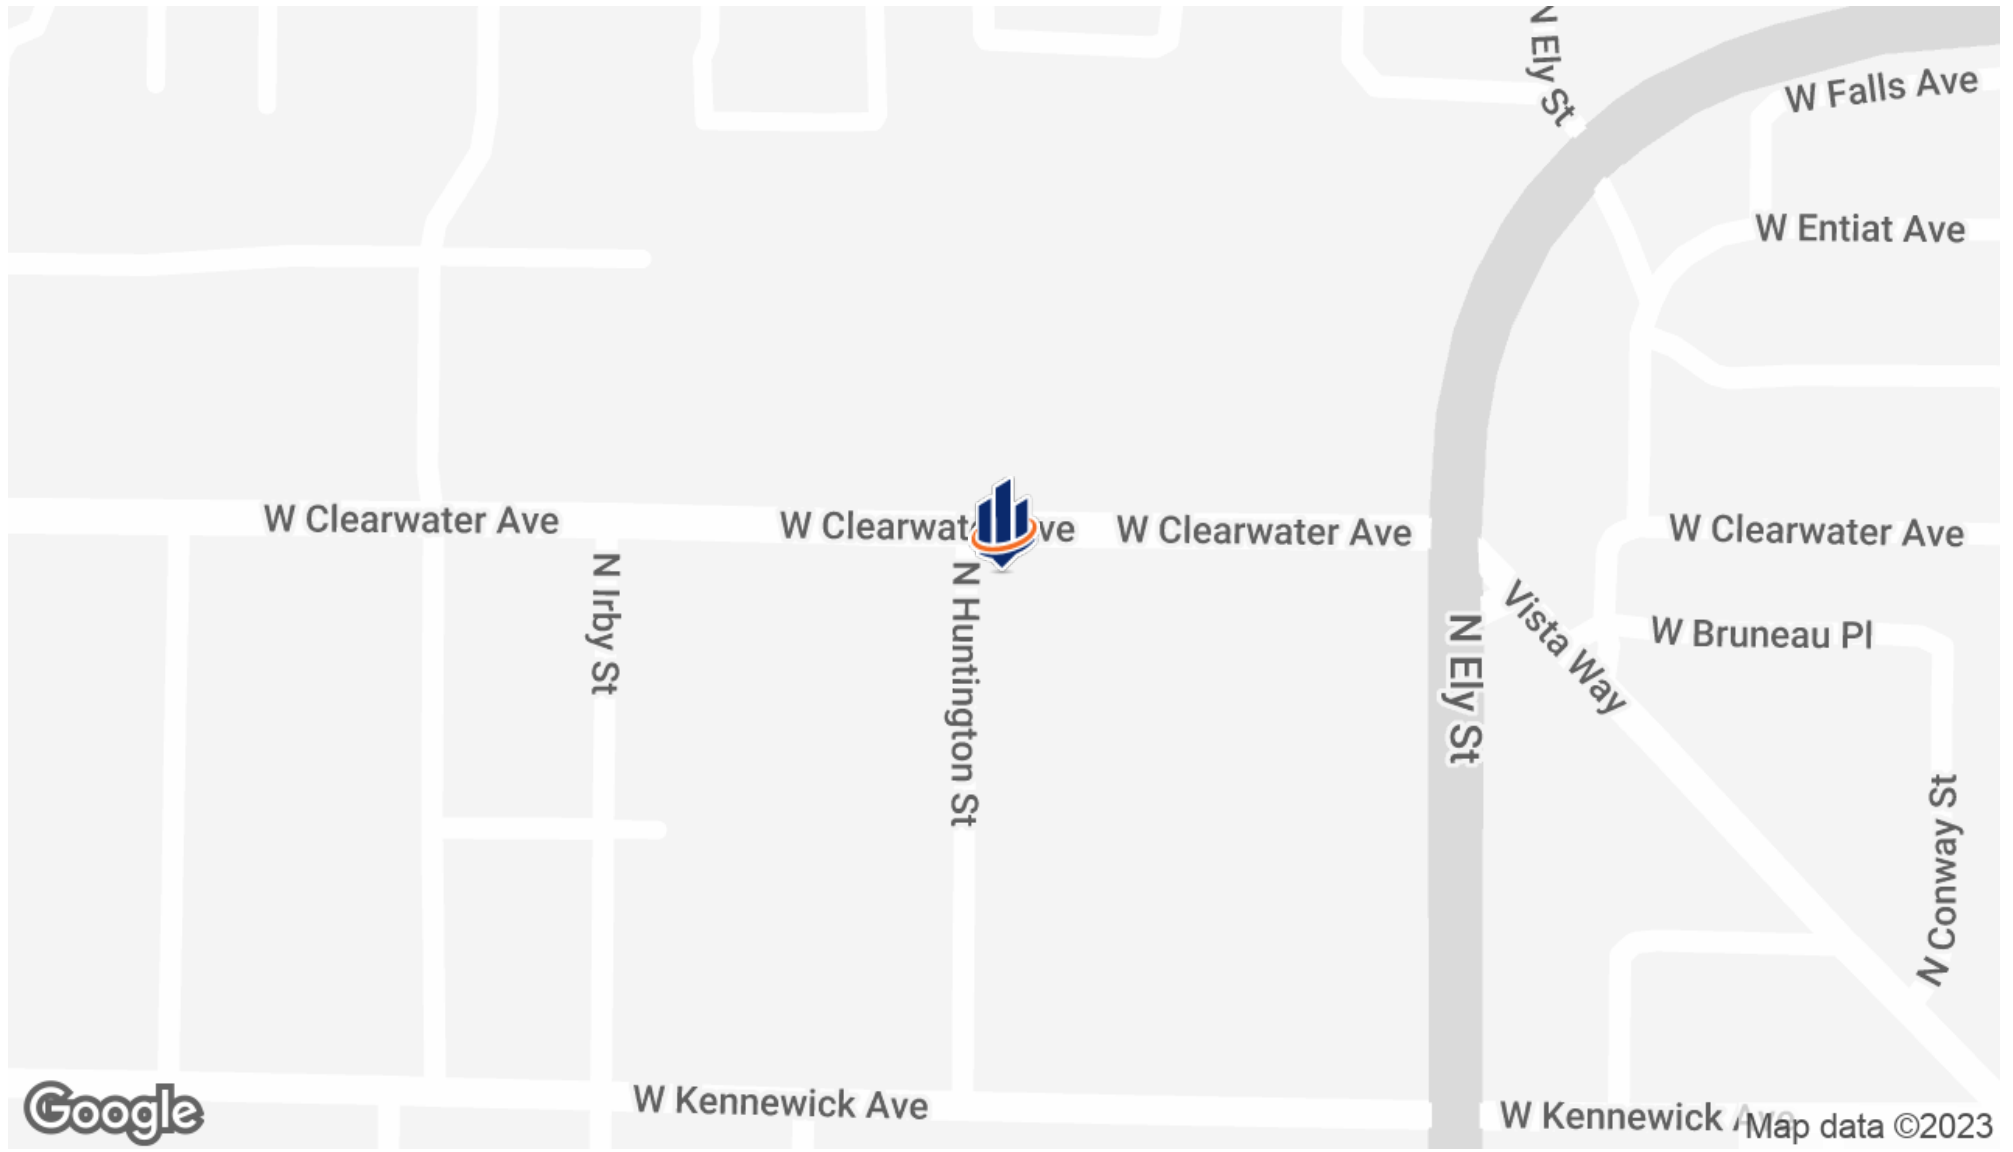 N Ely St
W Falls Ave
W Entiat Ave
W Clearwater Ave
W Clearwat ve
W Clearwater Ave
W Clearwater Ave
N Irby St
N Huntington St
N Ely St
Vista Way
W Bruneau Pl
N Conway St
W Kennewick Ave
W Kennewick Ave
Google
Map data ©2023